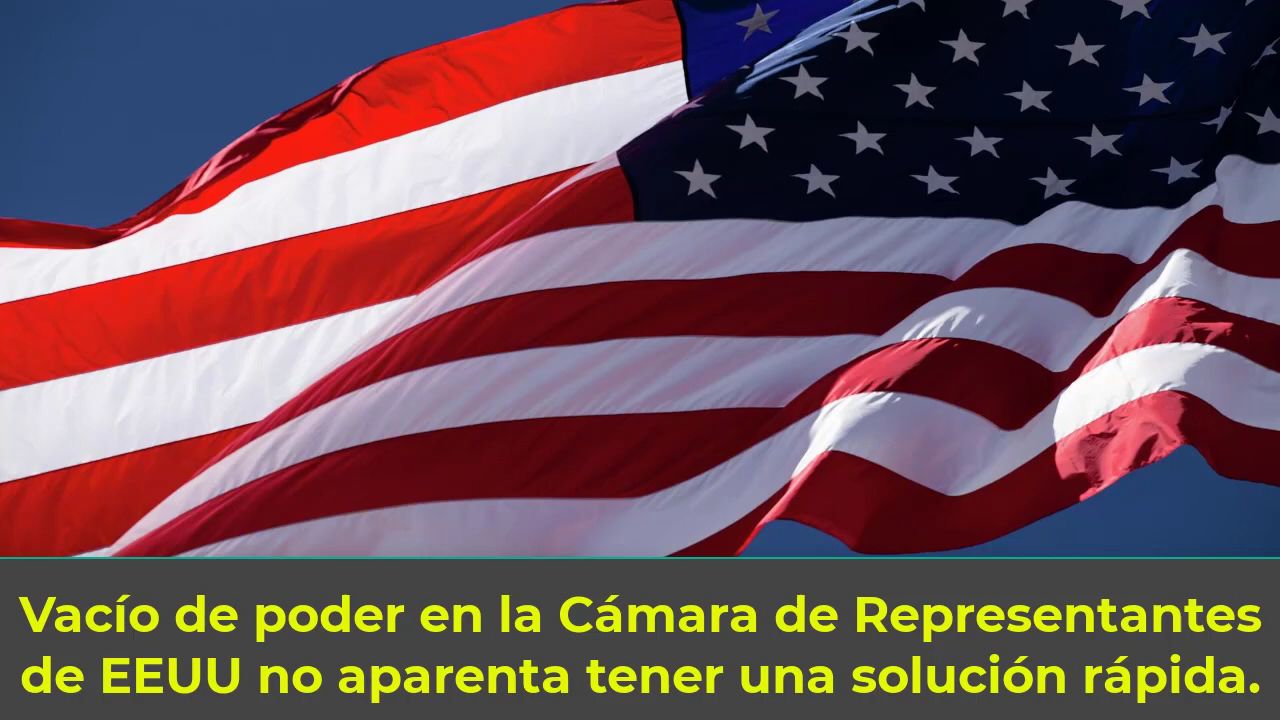 Vacío de poder en la Cámara de Representantes
de EEUU no aparenta tener una solución rápida.